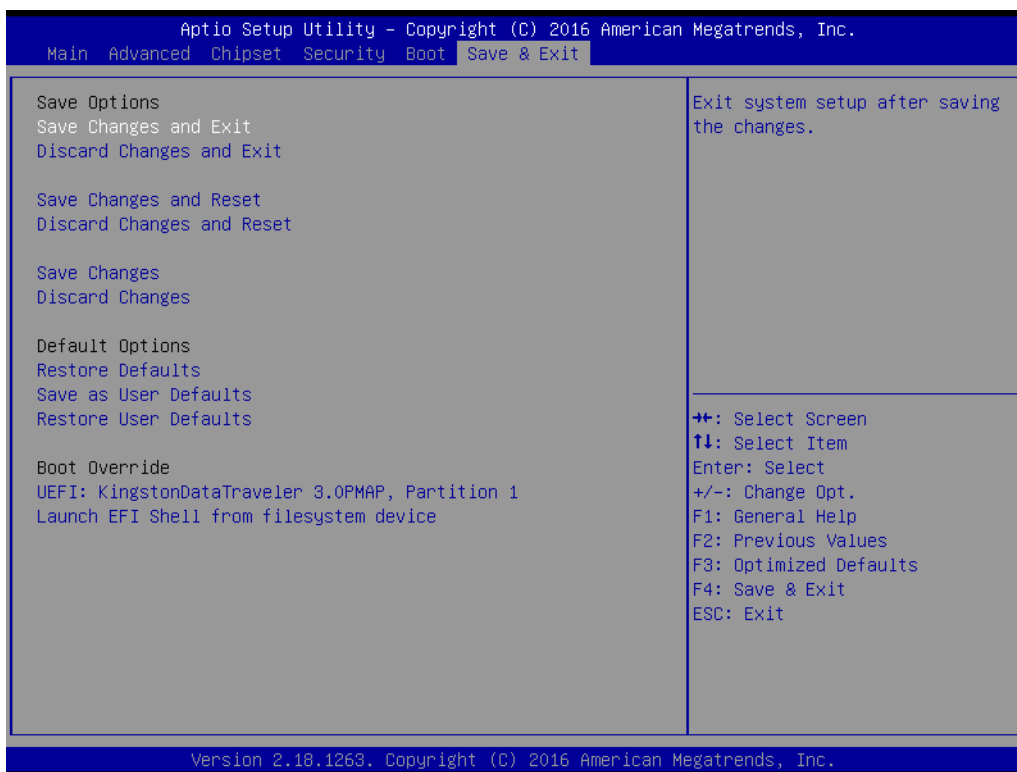 Aptio Setup Utility – Copyright (C) 2016 American Megatrends, Inc.
Main Advanced Chipset Security Boot Save & Exit
Save Options
Save Changes and Exit
Discard Changes and Exit
Save Changes and Reset
Discard Changes and Reset
Save Changes
Discard Changes
Default Options
Restore Defaults
Save as User Defaults
Restore User Defaults
Boot Override
UEFI: KingstonDataTraveler 3.0PMAP, Partition 1
Launch EFI Shell from filesystem device
Exit system setup after saving
the changes.
→←: Select Screen
↑↓: Select Item
Enter: Select
+/-: Change Opt.
F1: General Help
F2: Previous Values
F3: Optimized Defaults
F4: Save & Exit
ESC: Exit
Version 2.18.1263. Copyright (C) 2016 American Megatrends, Inc.